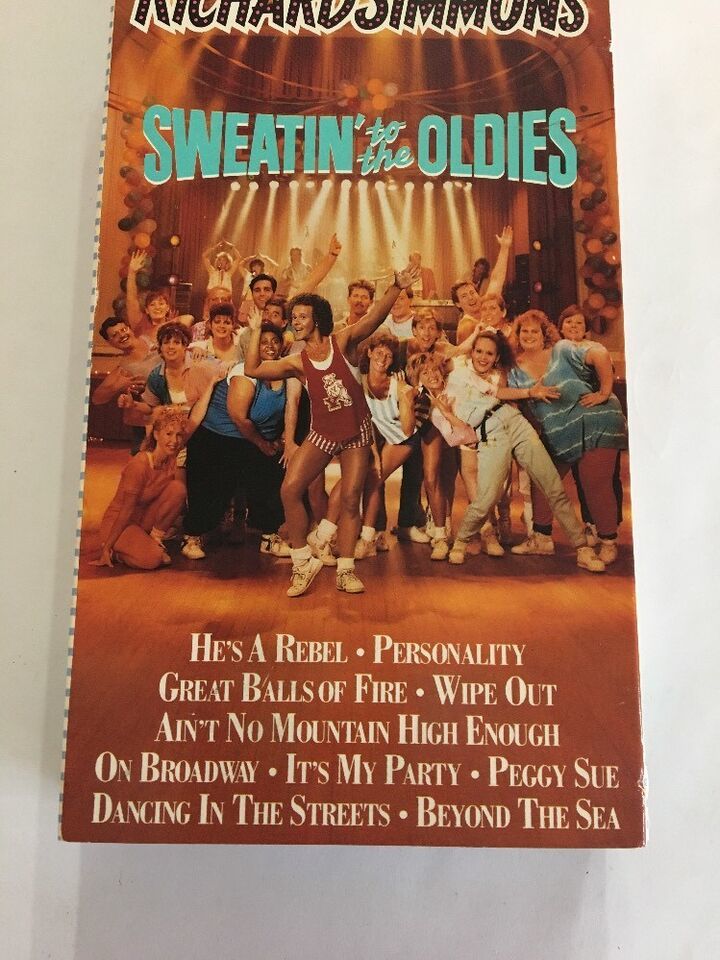 RICHARD SIMMONS
SWEATIN' to the OLDIES
HE'S A REBEL • PERSONALITY
GREAT BALLS OF FIRE • WIPE OUT
AIN'T NO MOUNTAIN HIGH ENOUGH
ON BROADWAY • IT'S MY PARTY • PEGGY SUE
DANCING IN THE STREETS • BEYOND THE SEA